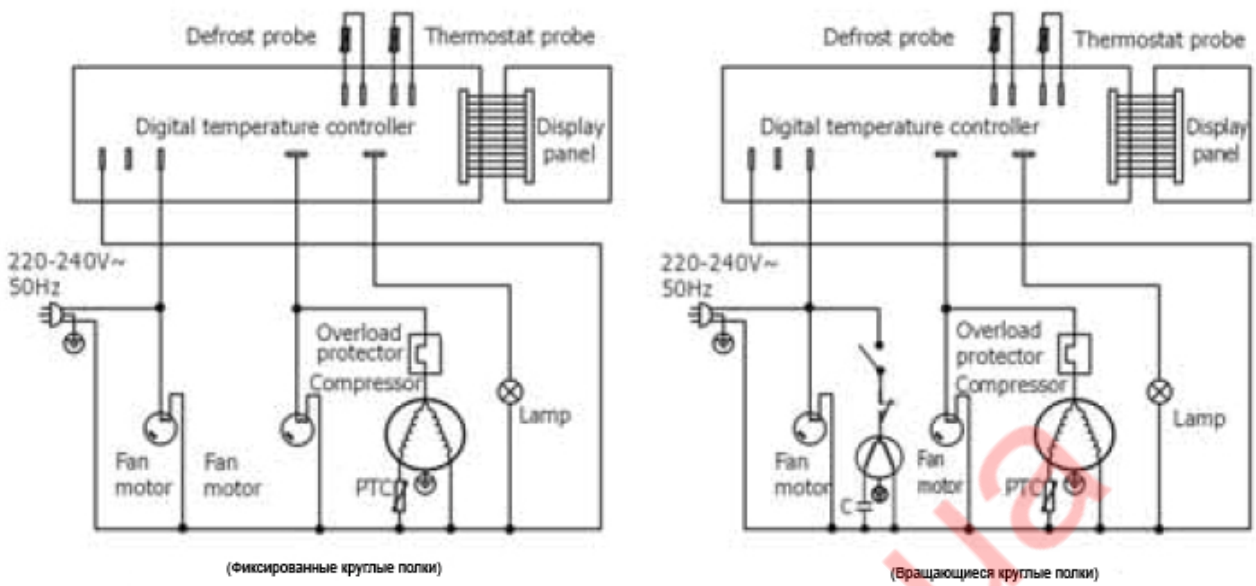 Defrost probe
Thermostat probe
Digital temperature controller
Display
panel
220-240V~
50Hz
Overload
protector
Compressor
Lamp
Fan
motor
Fan
motor
PTC
(Фиксированные круглые полки)
Defrost probe
Thermostat probe
Digital temperature controller
Display
panel
220-240V~
50Hz
Overload
protector
Compressor
Lamp
Fan
motor
Fan
motor
PTC
C
(Вращающиеся круглые полки)